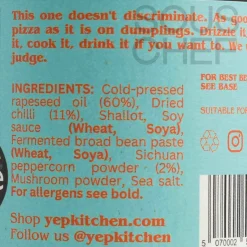 This one doesn't discriminate. As good
pizza as it is on dumplings. Drizzle it
it, cook it, drink it if you want to. We
judge.
FOR BEST BE
SEE BASE
INGREDIENTS: Cold-pressed
rapeseed oil (60%), Dried
chilli (11%), Shallot, Soy
sauce (Wheat, Soya),
Fermented broad bean paste
(Wheat, Soya), Sichuan
peppercorn powder (2%),
Mushroom powder, Sea salt.
For allergens see bold.
SUITABLE FO
Shop yepkitchen.com
Follow us @yepkitchen
5 070002